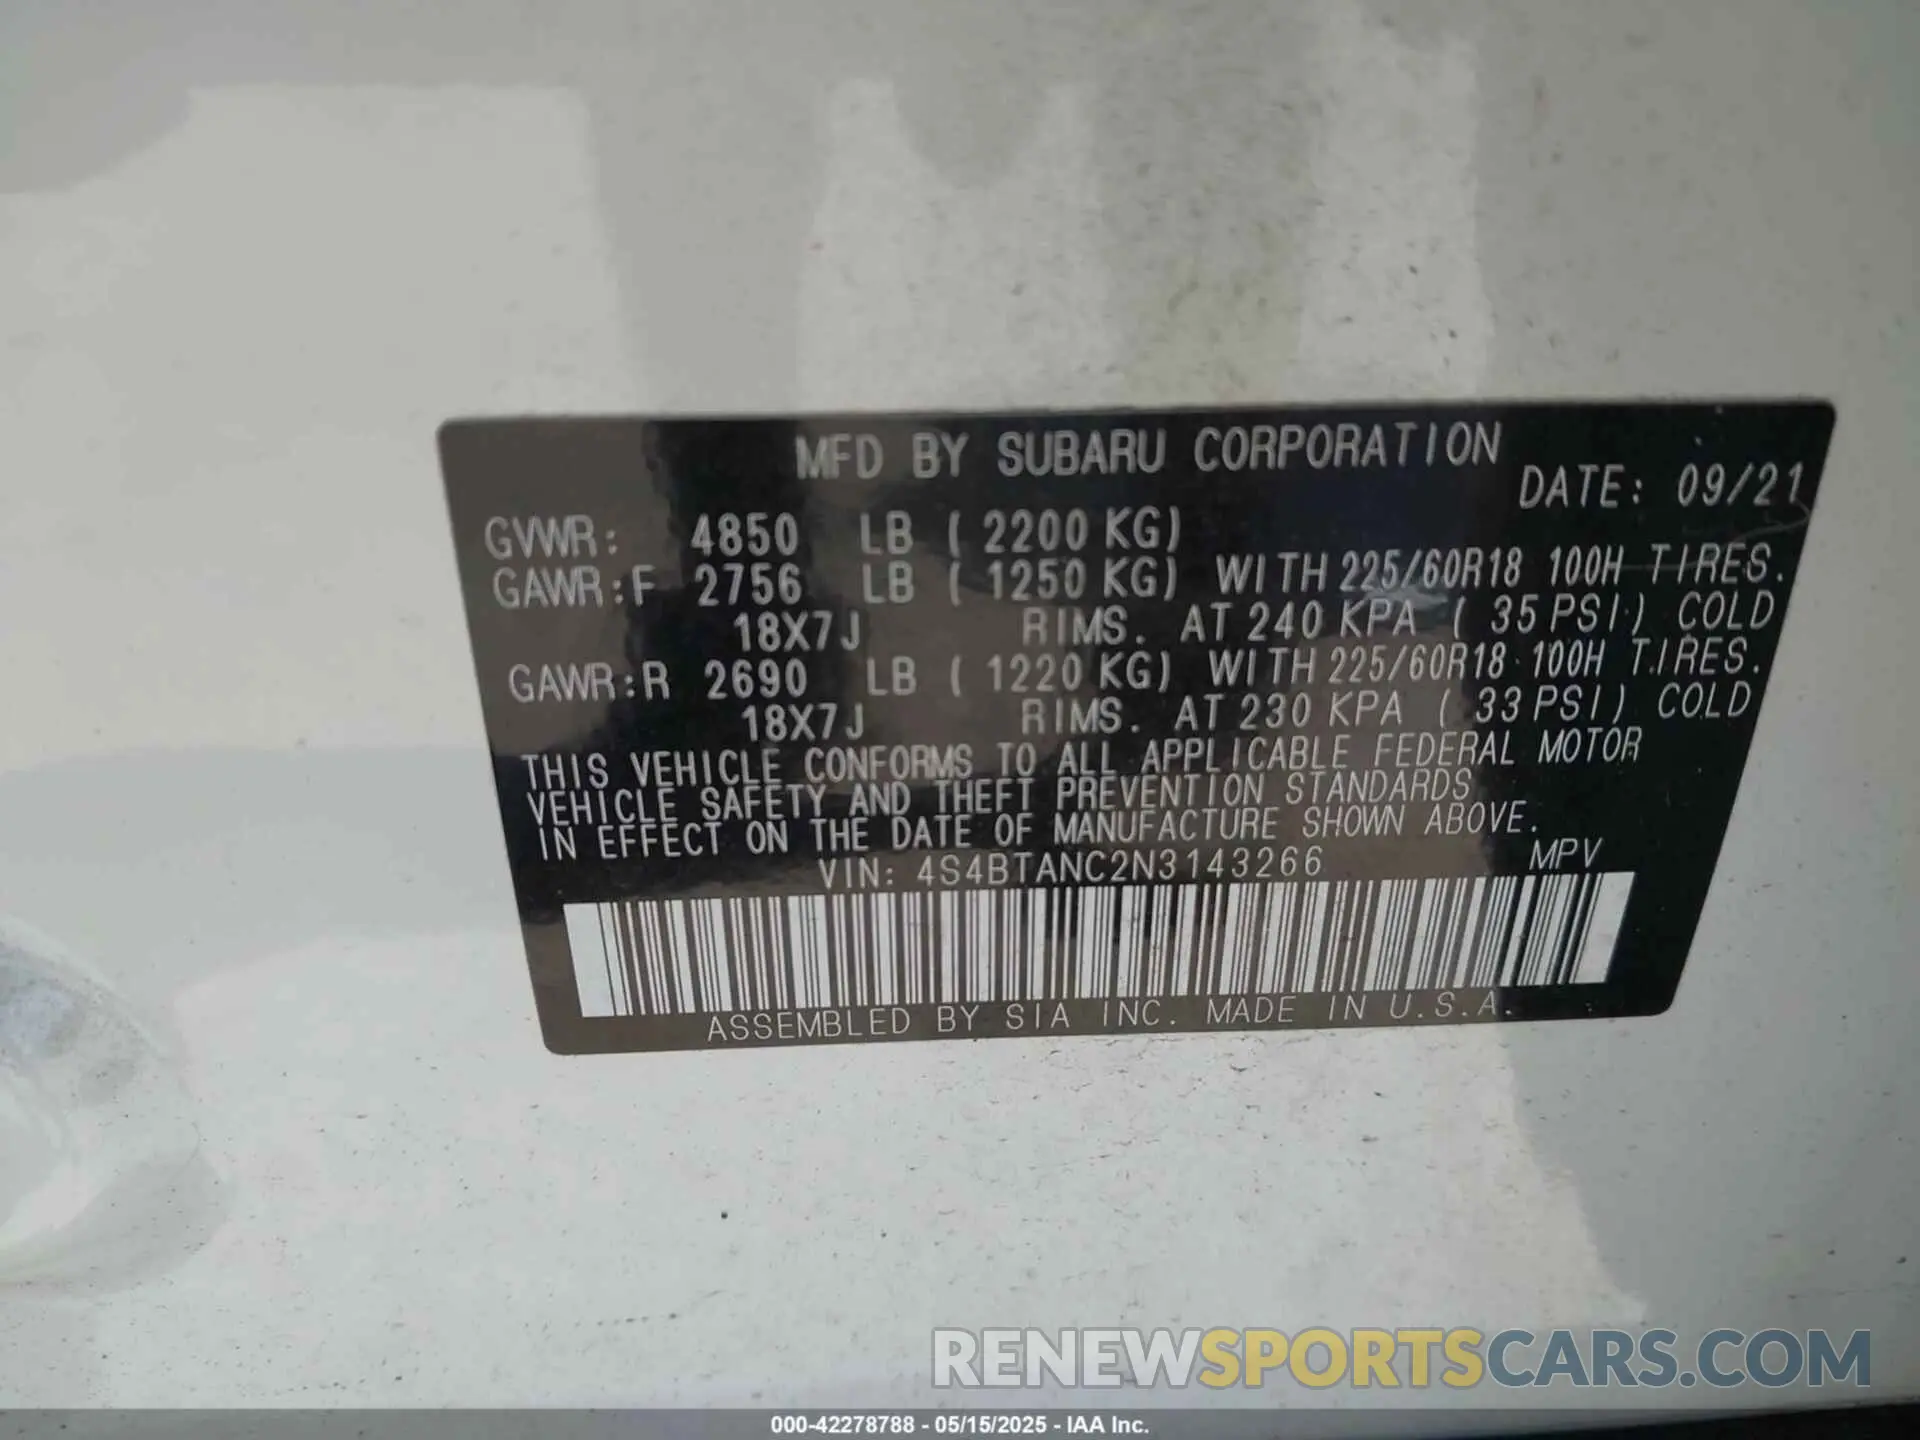 MFD BY SUBARU CORPORATION
DATE: 09/21
GVWR: 4850 LB ( 2200 KG)
GAWR:F 2756 LB ( 1250 KG) WITH 225/60R18 100H TIRES.
18X7J RIMS. AT 240 KPA ( 35 PSI) COLD
GAWR:R 2690 LB ( 1220 KG) WITH 225/60R18 100H TIRES.
18X7J RIMS. AT 230 KPA ( 33 PSI) COLD
THIS VEHICLE CONFORMS TO ALL APPLICABLE FEDERAL MOTOR
VEHICLE SAFETY AND THEFT PREVENTION STANDARDS
IN EFFECT ON THE DATE OF MANUFACTURE SHOWN ABOVE.
VIN: 4S4BTANC2N3143266 MPV
ASSEMBLED BY SIA INC. MADE IN U.S.A.
RENEWSPORTSCARS.COM
000-42278788 - 05/15/2025 - IAA Inc.